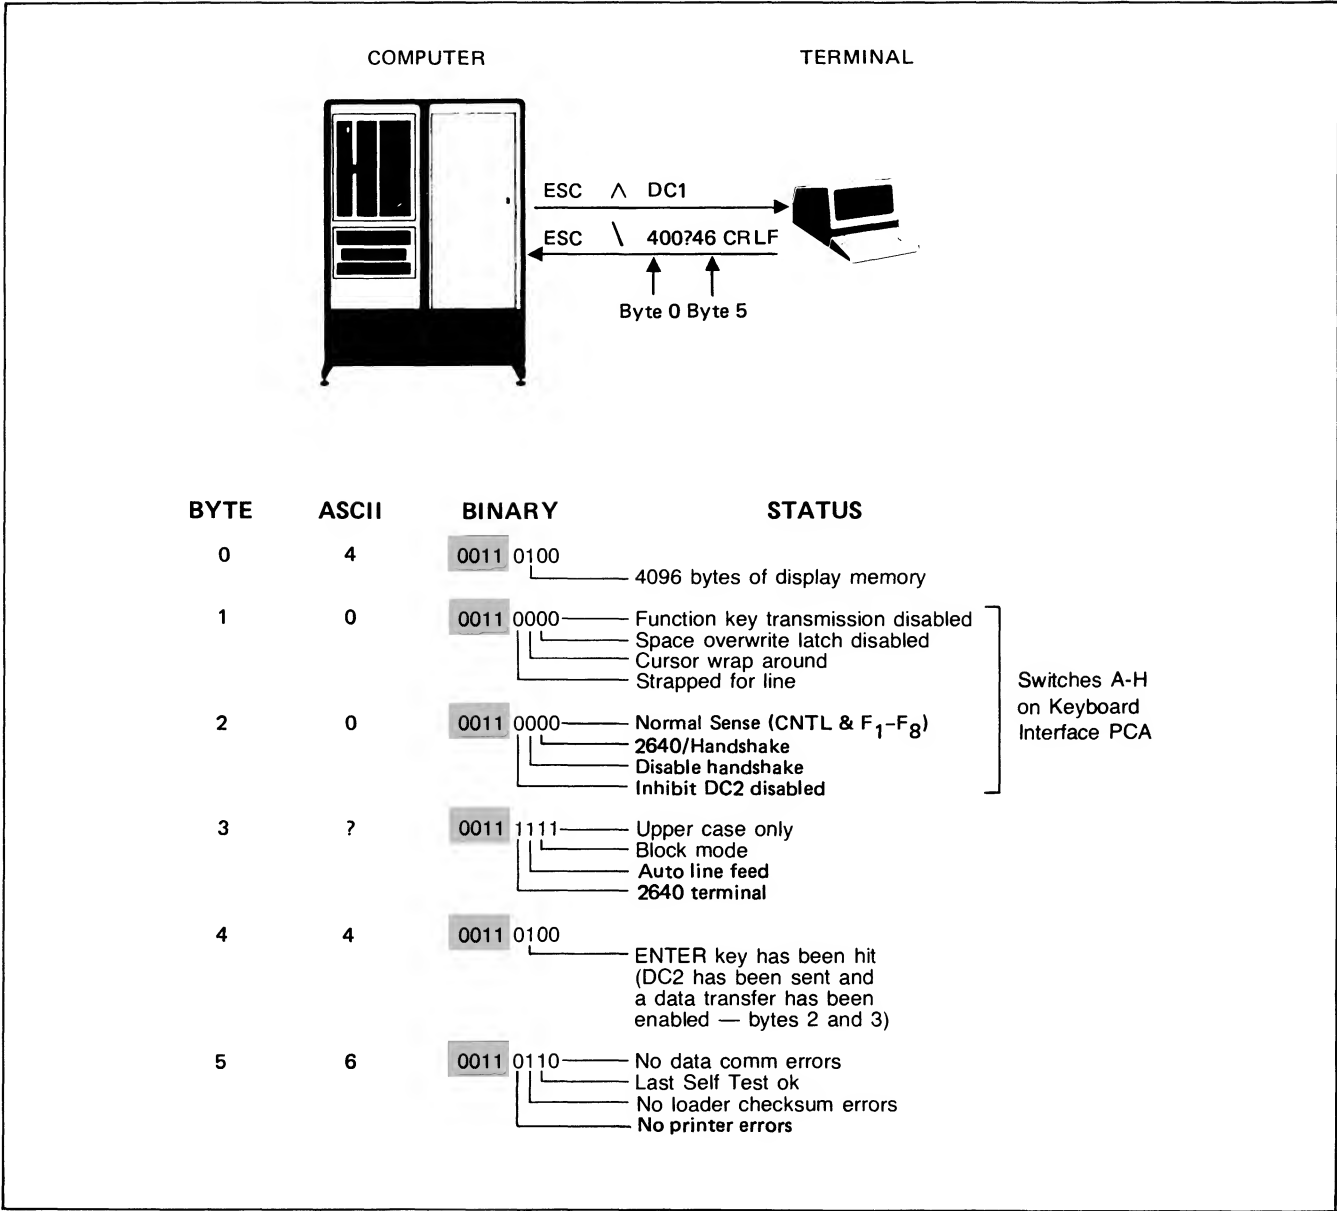 COMPUTER TERMINAL
ESC ∧ DC1
ESC \ 400?46 CR LF
Byte 0 Byte 5
BYTE ASCII BINARY STATUS
0 4 0011 0100
4096 bytes of display memory
1 0 0011 0000 Function key transmission disabled
Space overwrite latch disabled
Cursor wrap around
Strapped for line
Switches A-H
on Keyboard
Interface PCA
2 0 0011 0000 Normal Sense (CNTL & F1–F8)
2640/Handshake
Disable handshake
Inhibit DC2 disabled
3 ? 0011 1111 Upper case only
Block mode
Auto line feed
2640 terminal
4 4 0011 0100
ENTER key has been hit
(DC2 has been sent and
a data transfer has been
enabled — bytes 2 and 3)
5 6 0011 0110 No data comm errors
Last Self Test ok
No loader checksum errors
No printer errors